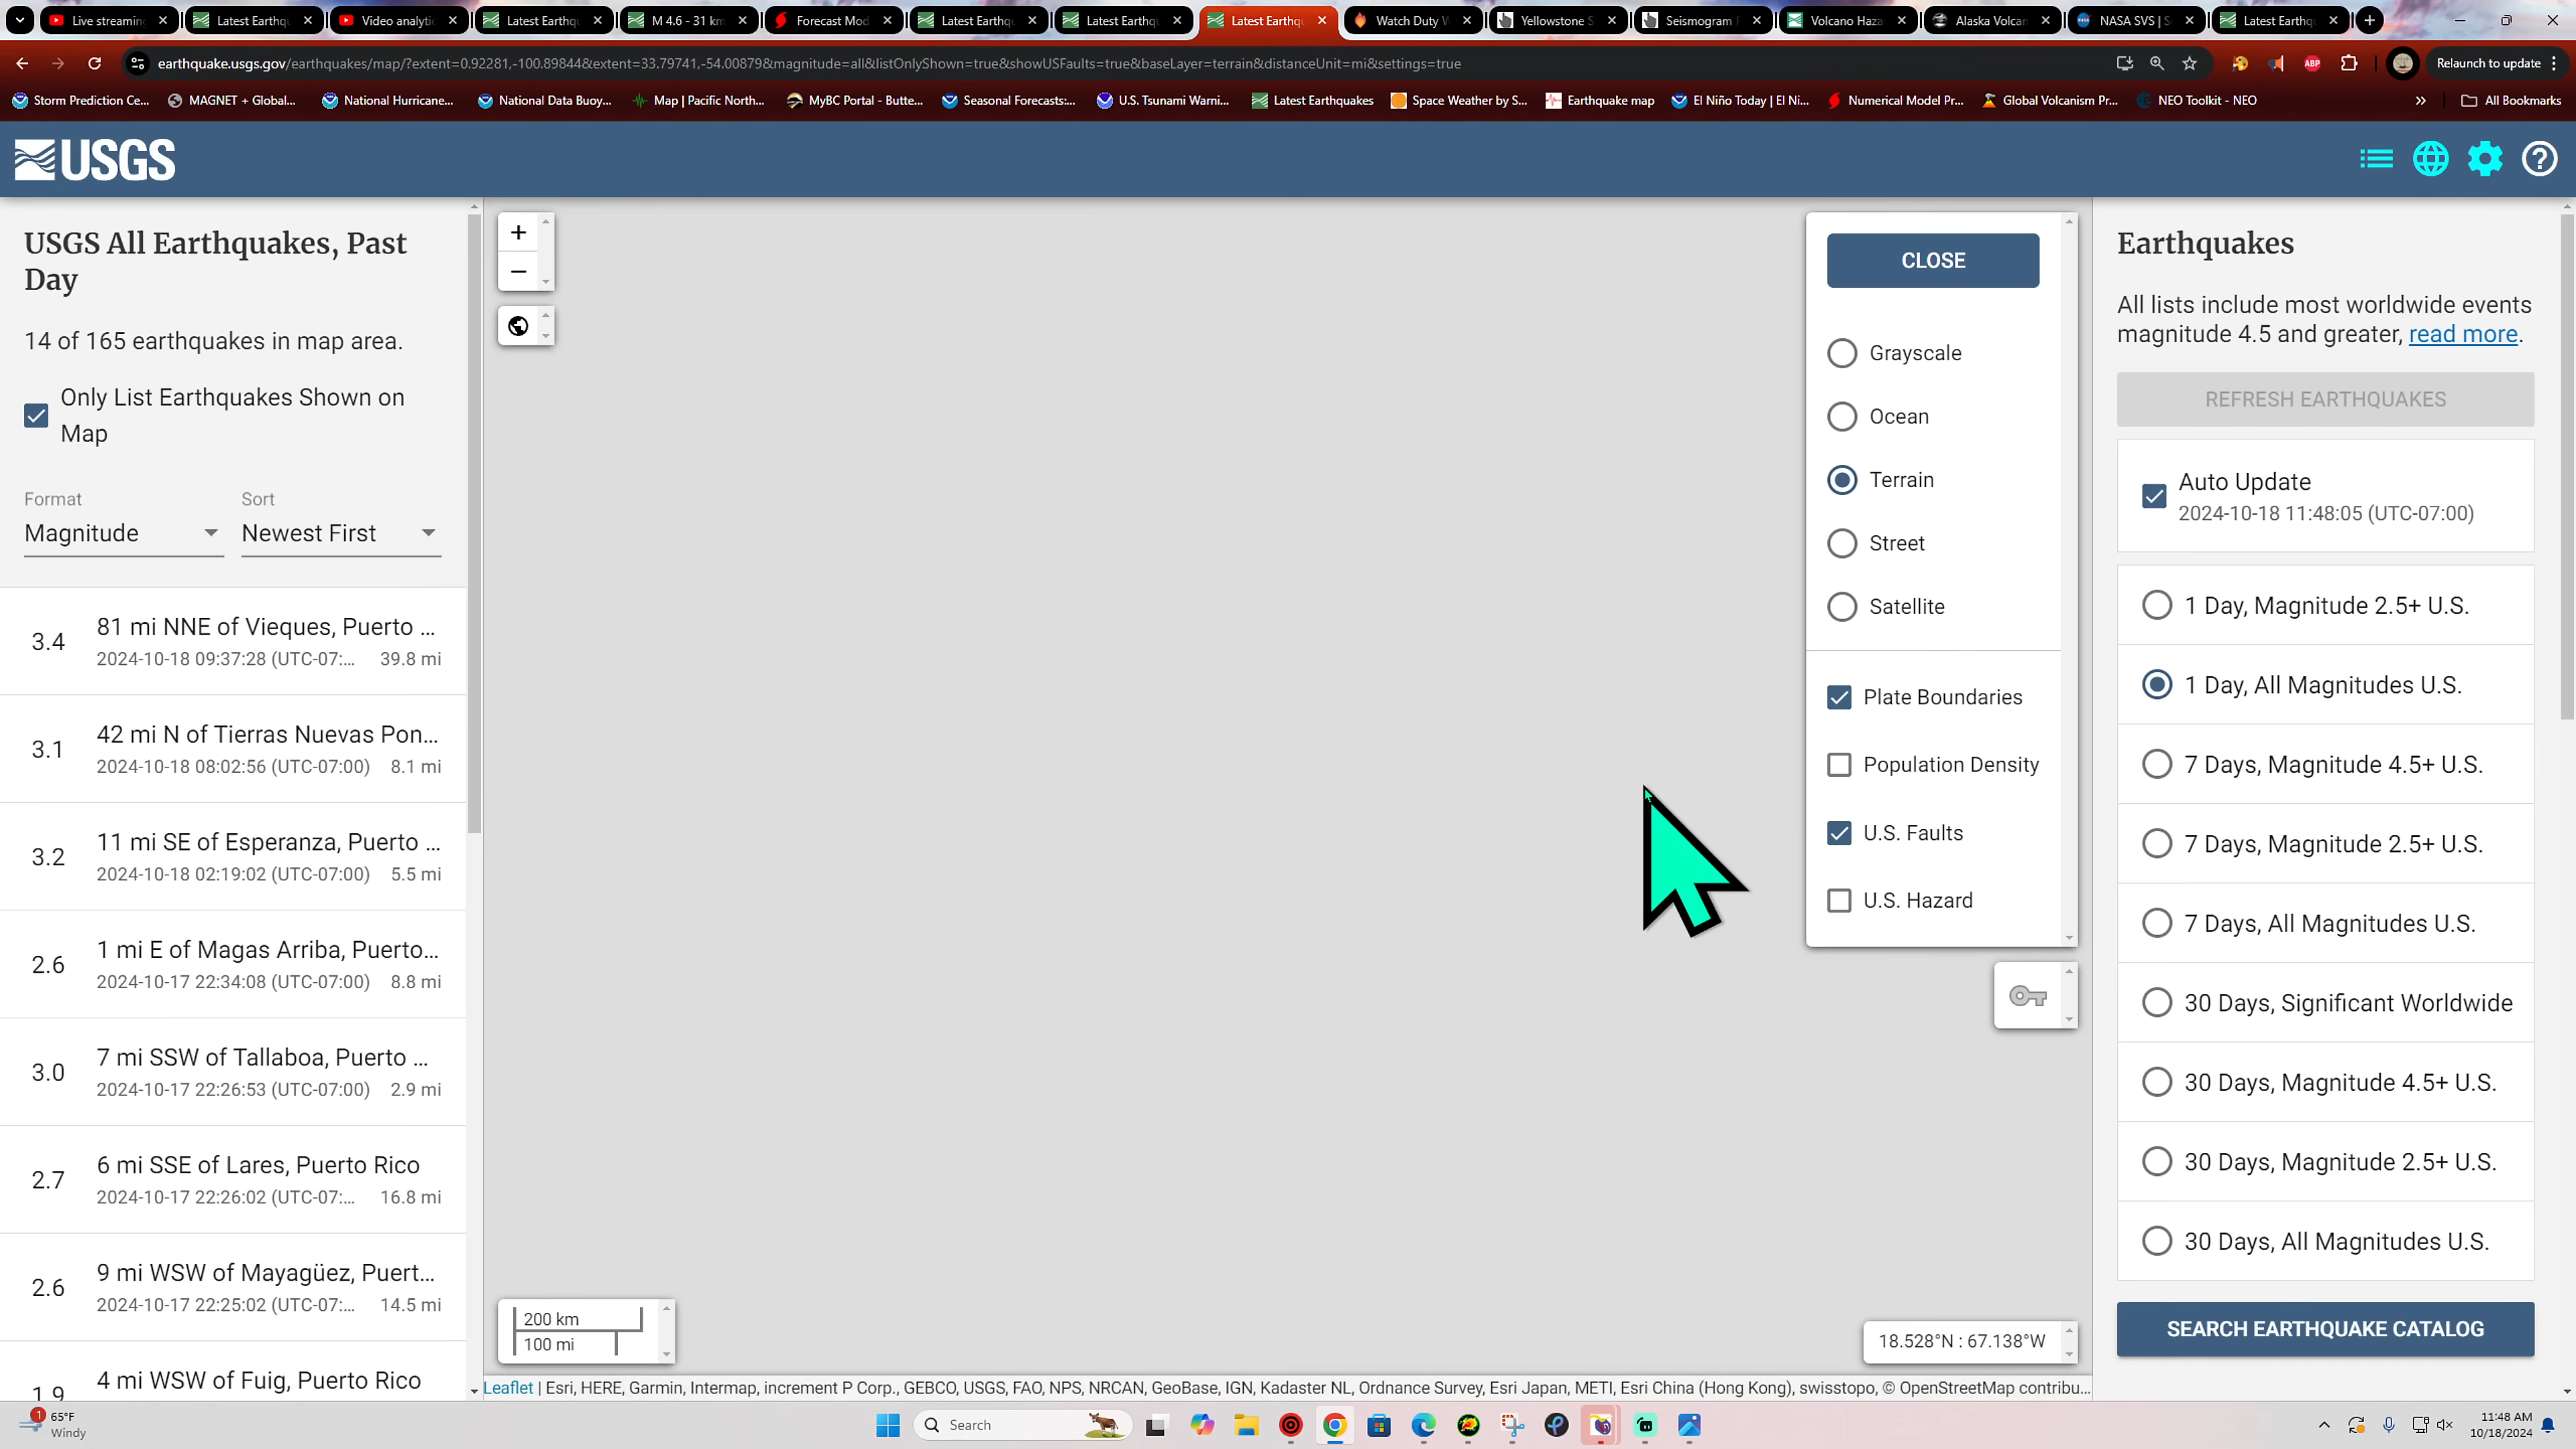 Live streaming
Latest Earthqu
Video analytic
Latest Earthqu
M 4.6 - 31 km
Forecast Mod
Latest Earthqu
Latest Earthqu
Latest Earthqu
Watch Duty W
Yellowstone S
Seismogram
Volcano Haza
Alaska Volcan
NASA SVS | S
Latest Earthqu
earthquake.usgs.gov/earthquakes/map/?extent=0.92281,-100.89844&extent=33.79741,-54.00879&magnitude=all&listOnlyShown=true&showUSFaults=true&baseLayer=terrain&distanceUnit=mi&settings=true
ABP
Relaunch to update
Storm Prediction Ce...
MAGNET + Global...
National Hurricane...
National Data Buoy...
Map | Pacific North...
MyBC Portal - Butte...
Seasonal Forecasts:...
U.S. Tsunami Warni...
Latest Earthquakes
Space Weather by S...
Earthquake map
El Niño Today | El Ni...
Numerical Model Pr...
Global Volcanism Pr...
NEO Toolkit - NEO
All Bookmarks
USGS
USGS All Earthquakes, Past
Day
14 of 165 earthquakes in map area.
Only List Earthquakes Shown on
Map
Format
Sort
Magnitude
Newest First
3.4
81 mi NNE of Vieques, Puerto ...
2024-10-18 09:37:28 (UTC-07:...
39.8 mi
3.1
42 mi N of Tierras Nuevas Pon...
2024-10-18 08:02:56 (UTC-07:00)
8.1 mi
3.2
11 mi SE of Esperanza, Puerto ...
2024-10-18 02:19:02 (UTC-07:00)
5.5 mi
2.6
1 mi E of Magas Arriba, Puerto...
2024-10-17 22:34:08 (UTC-07:00)
8.8 mi
3.0
7 mi SSW of Tallaboa, Puerto ...
2024-10-17 22:26:53 (UTC-07:00)
2.9 mi
2.7
6 mi SSE of Lares, Puerto Rico
2024-10-17 22:26:02 (UTC-07:...
16.8 mi
2.6
9 mi WSW of Mayagüez, Puert...
2024-10-17 22:25:02 (UTC-07:...
14.5 mi
1.9
4 mi WSW of Fuig, Puerto Rico
+
−
200 km
100 mi
CLOSE
Grayscale
Ocean
Terrain
Street
Satellite
Plate Boundaries
Population Density
U.S. Faults
U.S. Hazard
18.528°N : 67.138°W
Leaflet | Esri, HERE, Garmin, Intermap, increment P Corp., GEBCO, USGS, FAO, NPS, NRCAN, GeoBase, IGN, Kadaster NL, Ordnance Survey, Esri Japan, METI, Esri China (Hong Kong), swisstopo, © OpenStreetMap contribu...
Earthquakes
All lists include most worldwide events
magnitude 4.5 and greater, read more.
REFRESH EARTHQUAKES
Auto Update
2024-10-18 11:48:05 (UTC-07:00)
1 Day, Magnitude 2.5+ U.S.
1 Day, All Magnitudes U.S.
7 Days, Magnitude 4.5+ U.S.
7 Days, Magnitude 2.5+ U.S.
7 Days, All Magnitudes U.S.
30 Days, Significant Worldwide
30 Days, Magnitude 4.5+ U.S.
30 Days, Magnitude 2.5+ U.S.
30 Days, All Magnitudes U.S.
SEARCH EARTHQUAKE CATALOG
1
65°F
Windy
Search
11:48 AM
10/18/2024